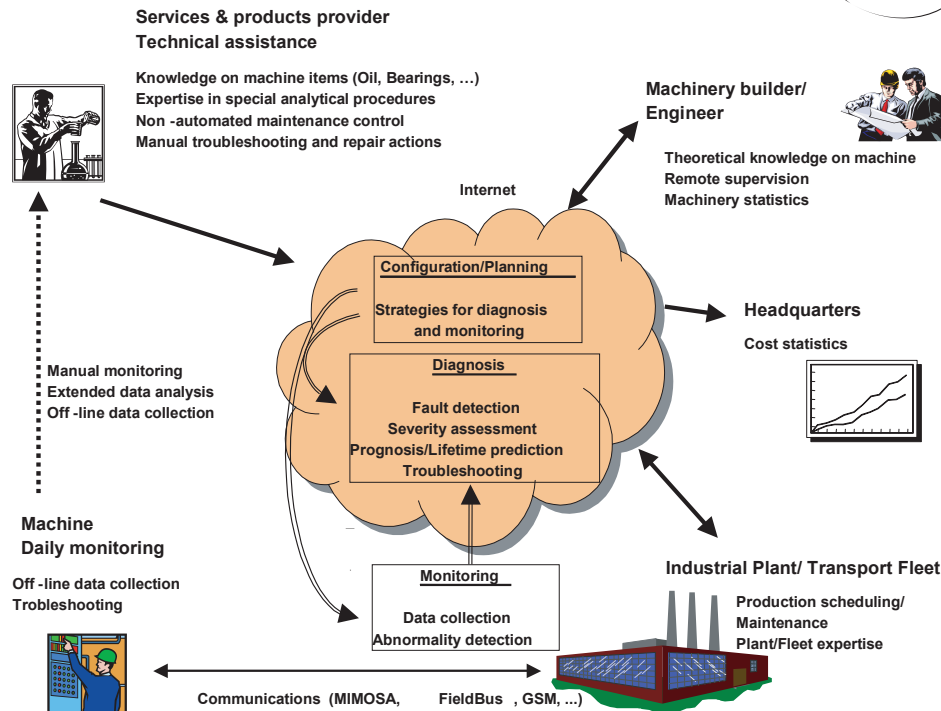 Services & products provider
Technical assistance
Knowledge on machine items (Oil, Bearings, ...)
Expertise in special analytical procedures
Non -automated maintenance control
Manual troubleshooting and repair actions
Machinery builder/
Engineer
Theoretical knowledge on machine
Remote supervision
Machinery statistics
Internet
Configuration/Planning
Strategies for diagnosis
and monitoring
Headquarters
Cost statistics
Diagnosis
Fault detection
Severity assessment
Prognosis/Lifetime prediction
Troubleshooting
Manual monitoring
Extended data analysis
Off -line data collection
Machine
Daily monitoring
Off -line data collection
Trobleshooting
Monitoring
Data collection
Abnormality detection
Industrial Plant/ Transport Fleet
Production scheduling/
Maintenance
Plant/Fleet expertise
Communications (MIMOSA, FieldBus , GSM, ...)